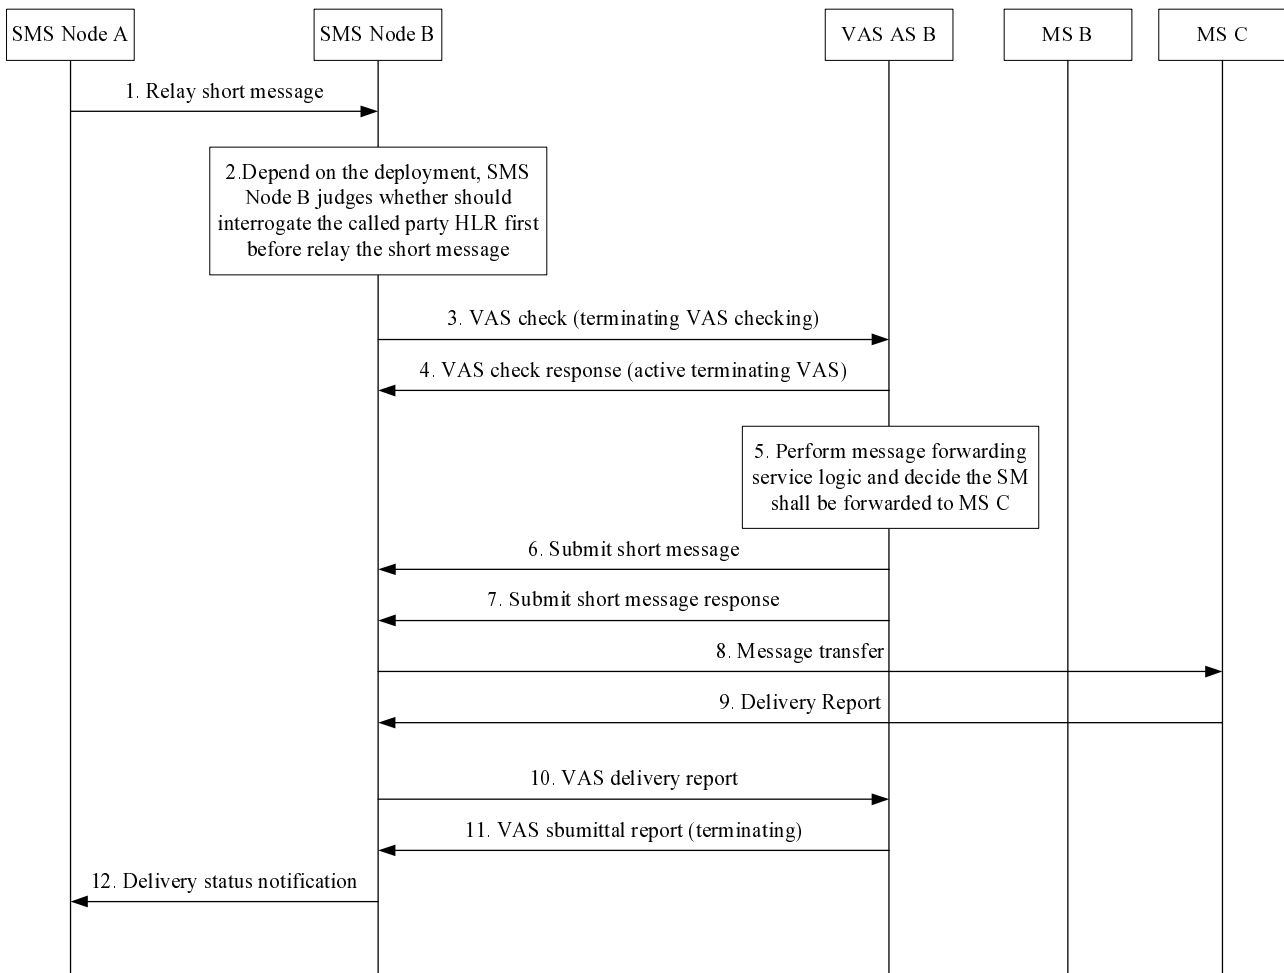 SMS Node A
SMS Node B
VAS AS B
MS B
MS C
1. Relay short message
2.Depend on the deployment, SMS
Node B judges whether should
interrogate the called party HLR first
before relay the short message
3. VAS check (terminating VAS checking)
4. VAS check response (active terminating VAS)
5. Perform message forwarding
service logic and decide the SM
shall be forwarded to MS C
6. Submit short message
7. Submit short message response
8. Message transfer
9. Delivery Report
10. VAS delivery report
11. VAS sbumittal report (terminating)
12. Delivery status notification